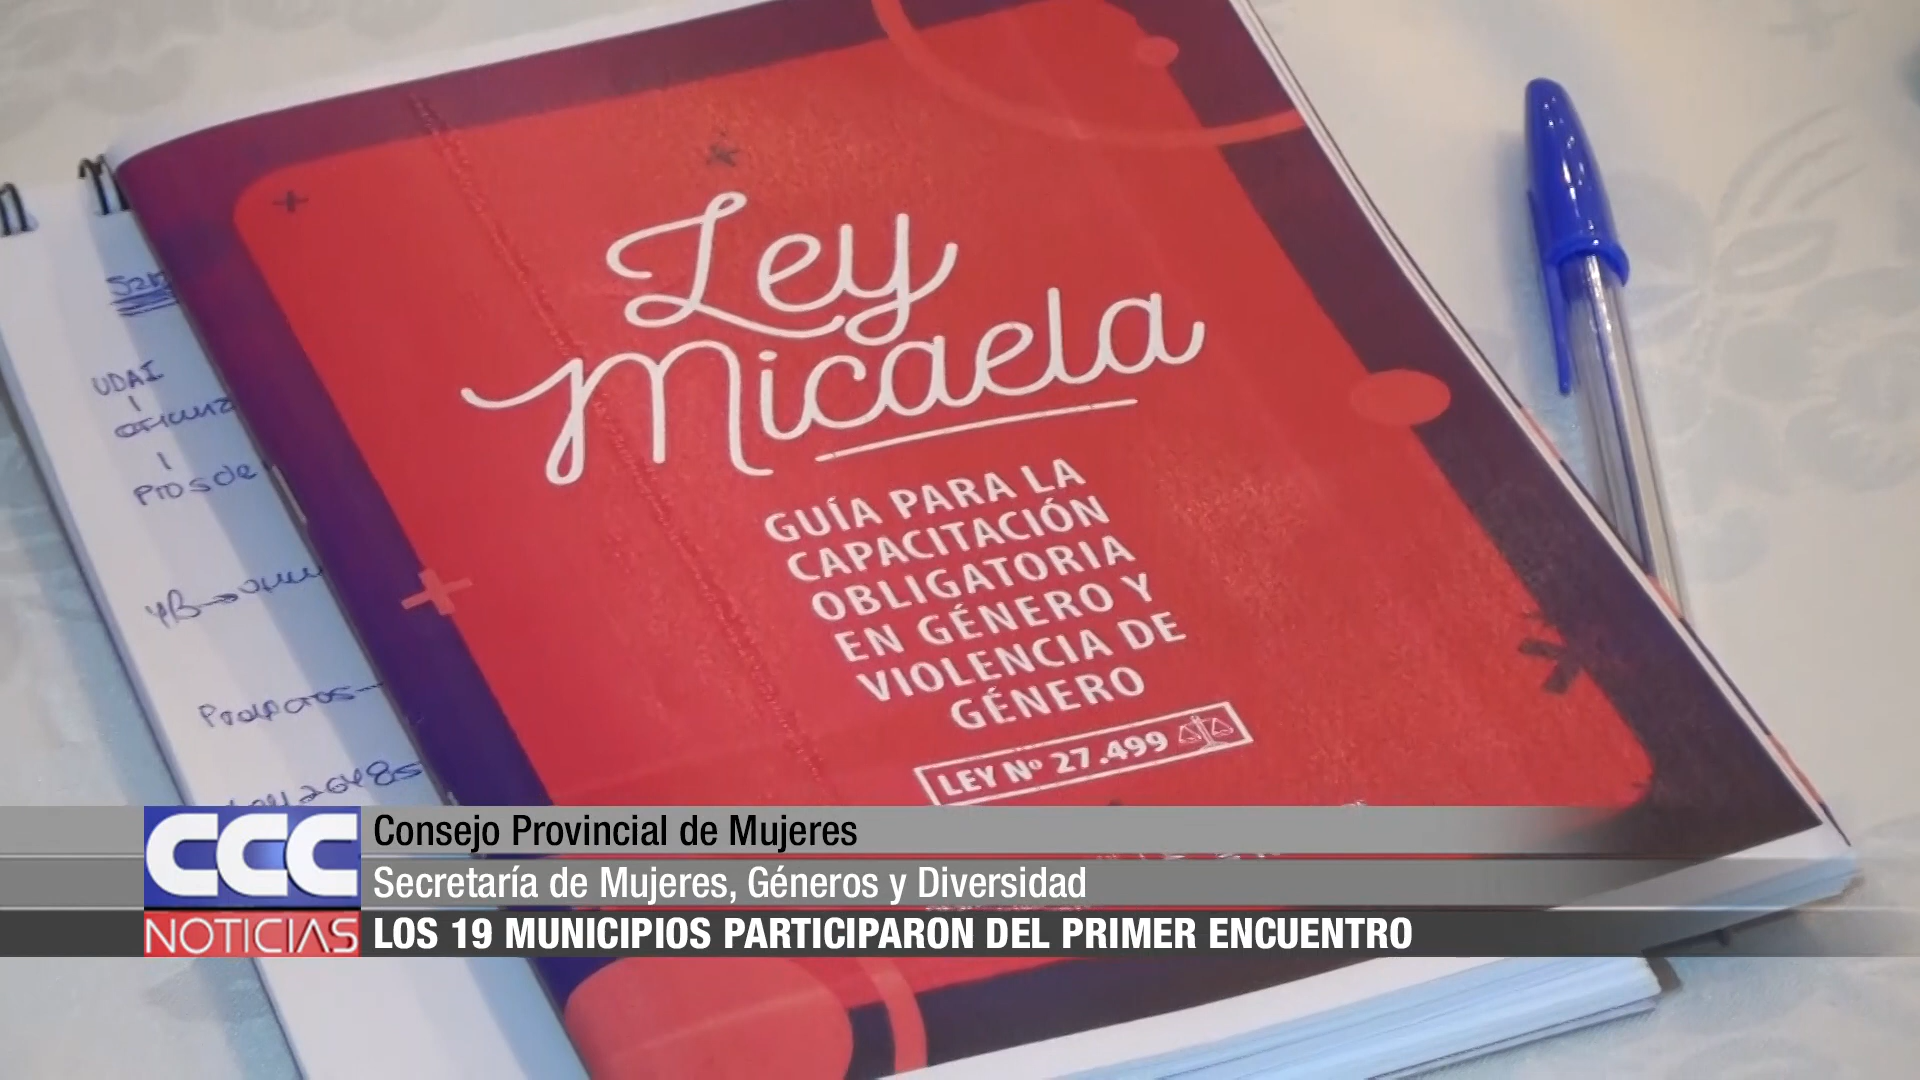 Ley
Micaela
GUÍA PARA LA
CAPACITACIÓN
OBLIGATORIA
EN GÉNERO Y
VIOLENCIA DE
GÉNERO
LEY Nº 27.499
UDAI
CCC
NOTICIAS
Consejo Provincial de Mujeres
Secretaría de Mujeres, Géneros y Diversidad
LOS 19 MUNICIPIOS PARTICIPARON DEL PRIMER ENCUENTRO